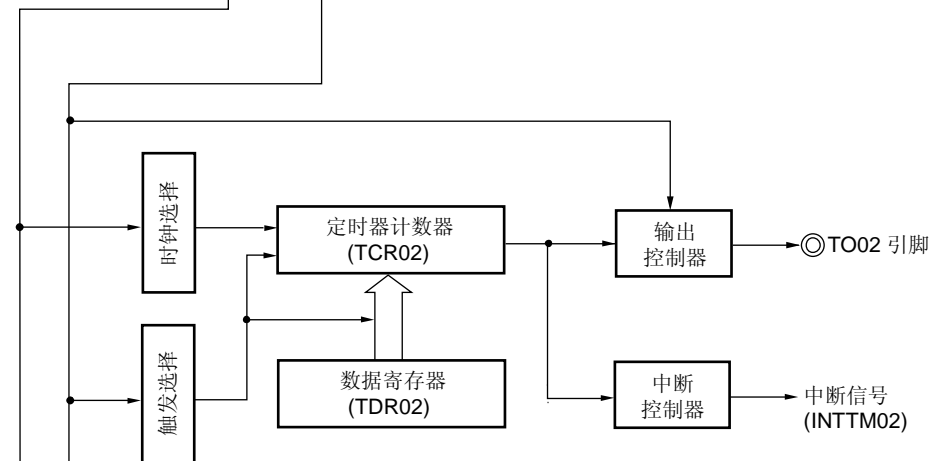 时钟选择
定时器计数器
(TCR02)
输出
控制器
TO02 引脚
触发选择
数据寄存器
(TDR02)
中断
控制器
中断信号
(INTTM02)